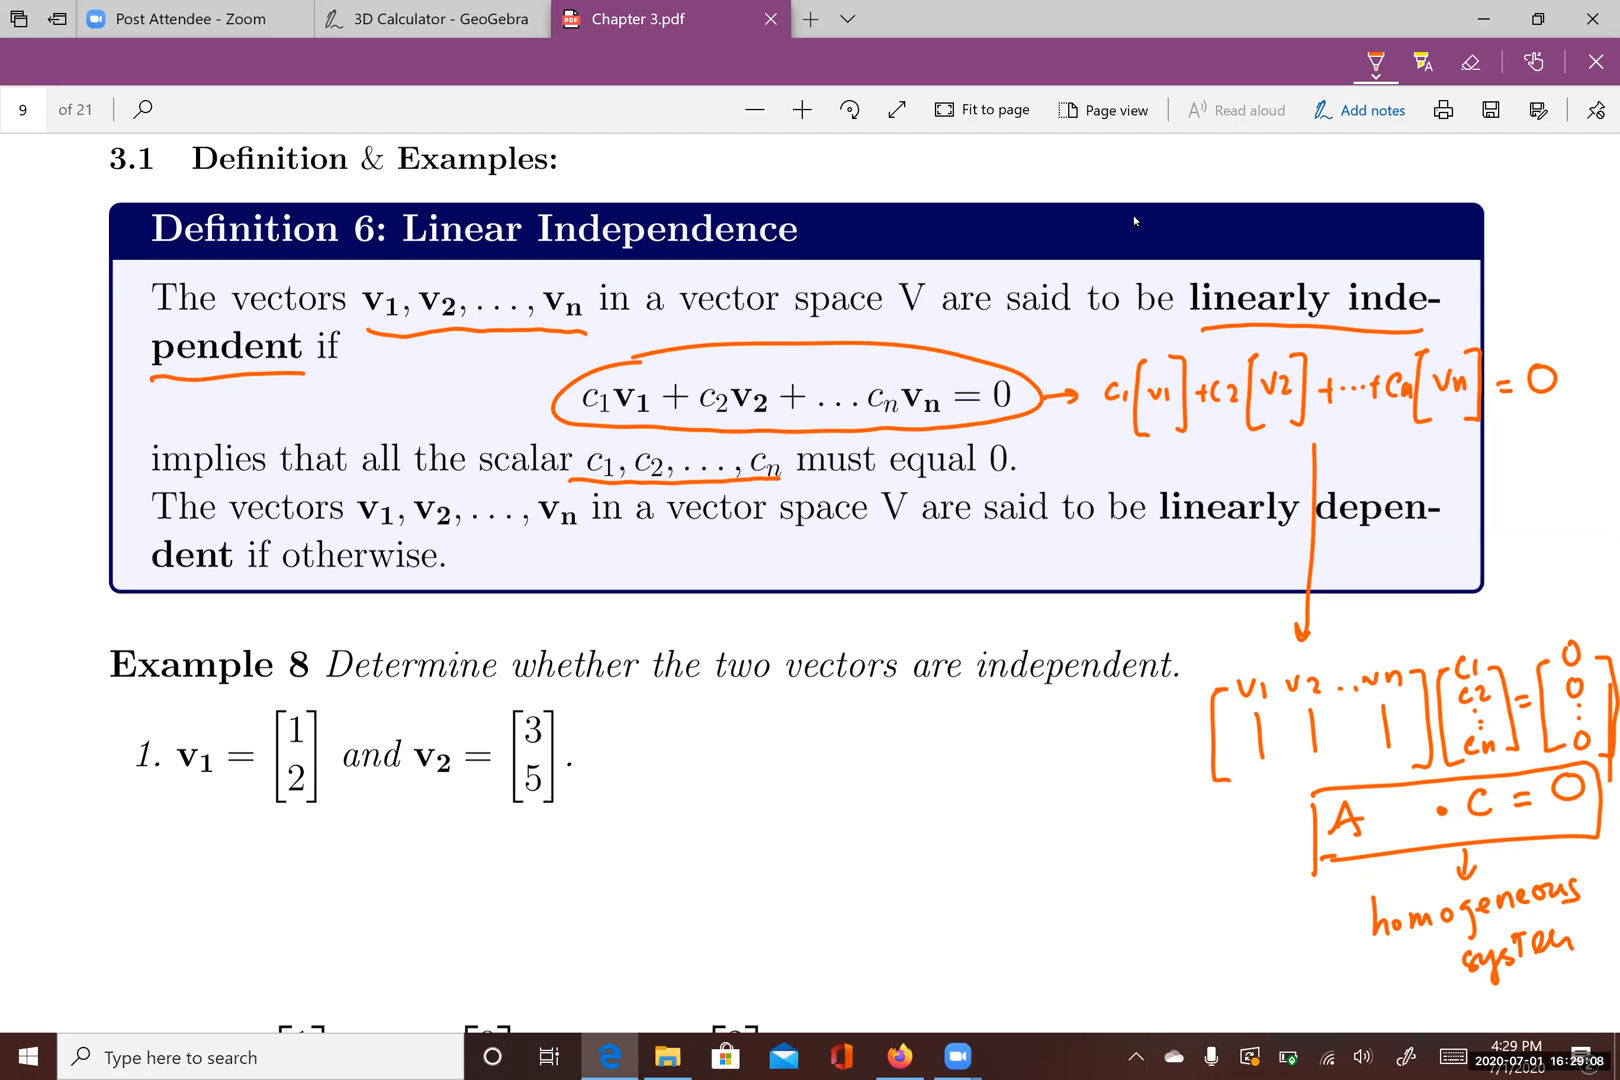 Post Attendee - Zoom
3D Calculator - GeoGebra
Chapter 3.pdf
9 of 21
Fit to page
Page view
Read aloud
Add notes
3.1 Definition & Examples:
Definition 6: Linear Independence
The vectors v1, v2, . . . , vn in a vector space V are said to be linearly inde-
pendent if
c1v1 + c2v2 + . . . cnvn = 0
c1[v1]+c2[v2]+...+cn[vn] = 0
implies that all the scalar c1, c2, . . . , cn must equal 0.
The vectors v1, v2, . . . , vn in a vector space V are said to be linearly depen-
dent if otherwise.
Example 8 Determine whether the two vectors are independent.
1. v1 = [1 2] and v2 = [3 5].
[v1 v2 ... vn] [c1 c2 ⋮ cn] = [0 0 ⋮ 0]
A · C = 0
homogeneous
system
Type here to search
4:29 PM
2020-07-01 16:29:08
7/1/2020